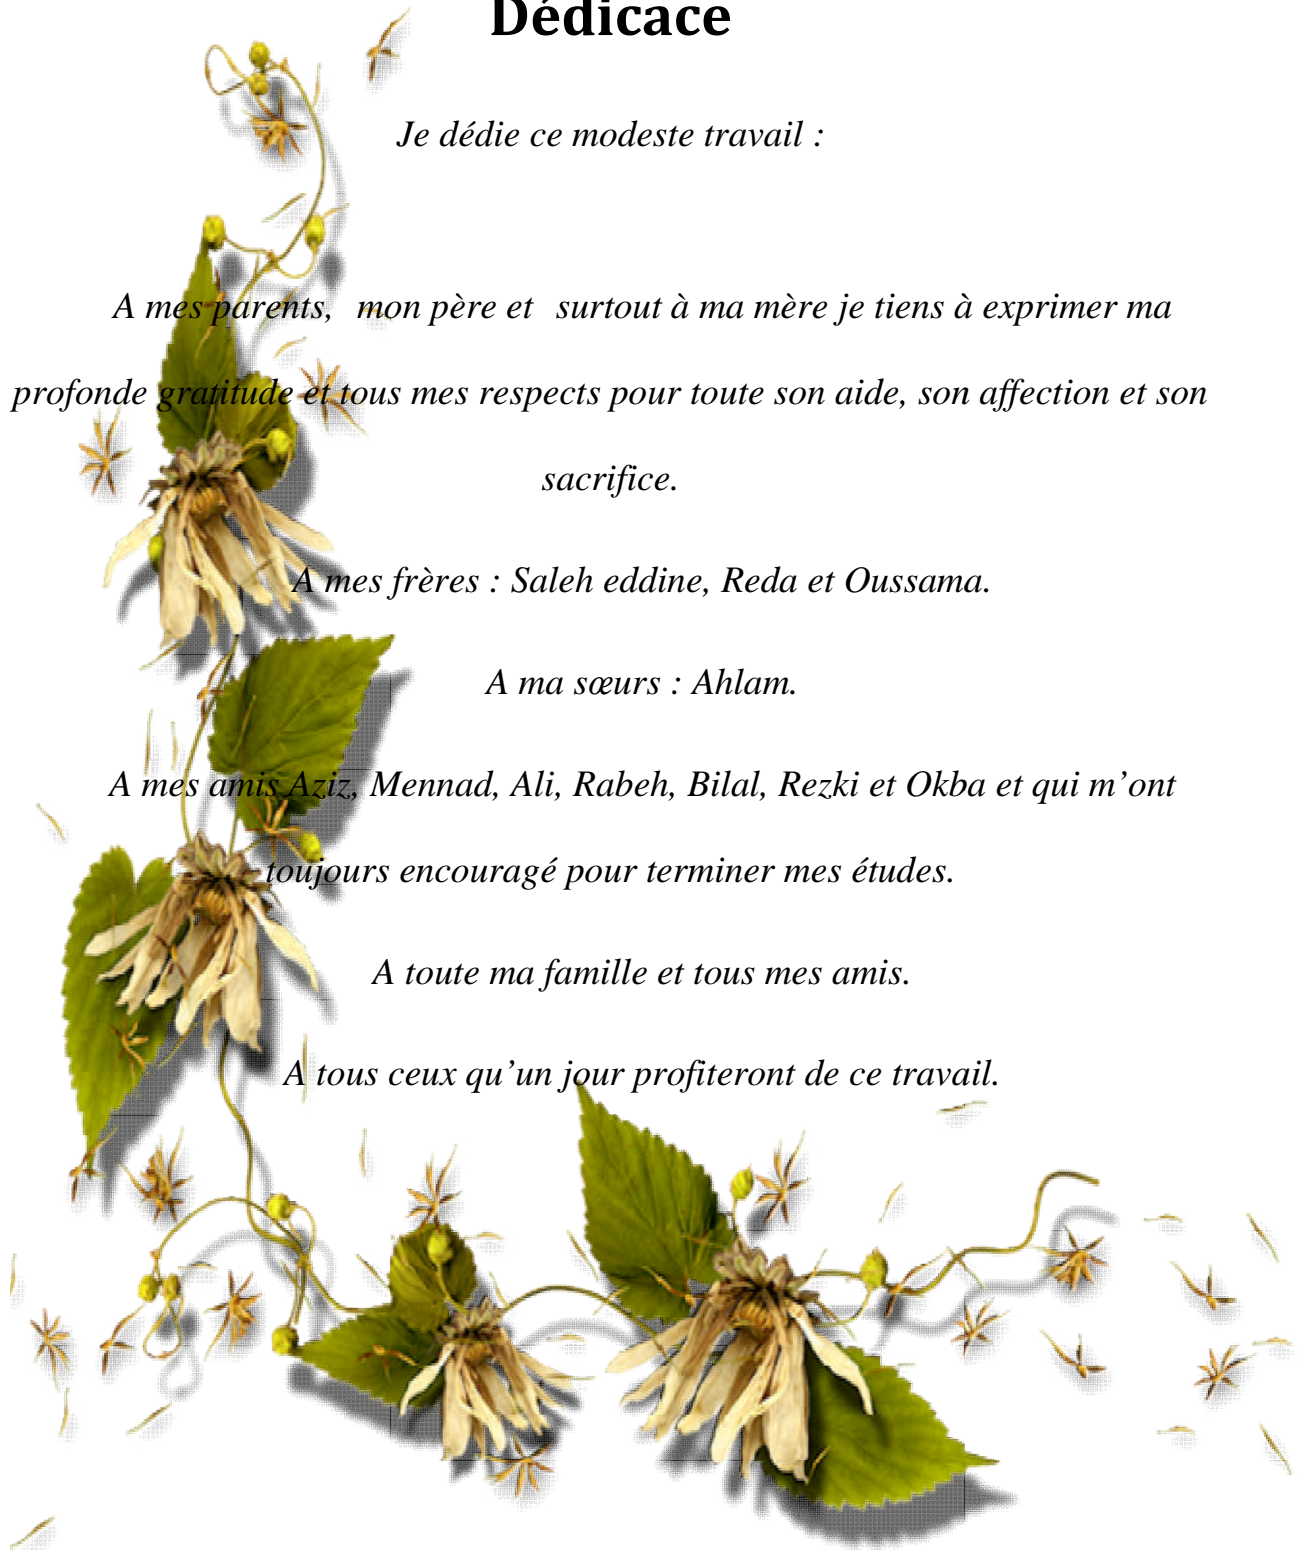 Dédicace
Je dédie ce modeste travail :
A mes parents, mon père et surtout à ma mère je tiens à exprimer ma
profonde gratitude et tous mes respects pour toute son aide, son affection et son
sacrifice.
A mes frères : Saleh eddine, Reda et Oussama.
A ma sœurs : Ahlam.
A mes amis Aziz, Mennad, Ali, Rabeh, Bilal, Rezki et Okba et qui m’ont
toujours encouragé pour terminer mes études.
A toute ma famille et tous mes amis.
A tous ceux qu’un jour profiteront de ce travail.